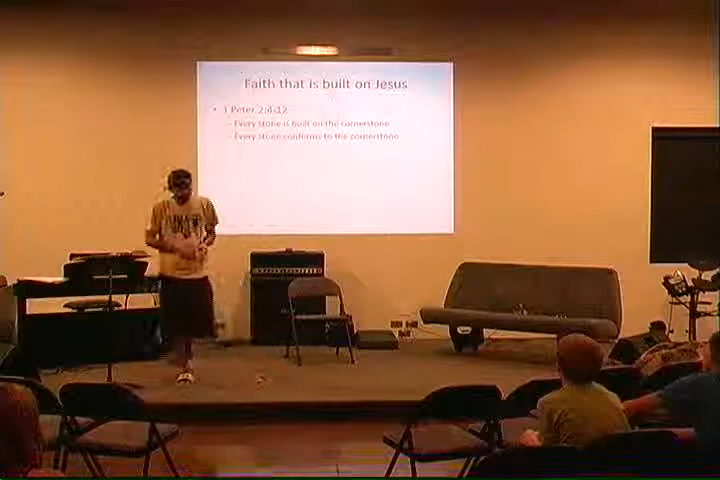 Faith that is built on Jesus
• 1 Peter 2:4-12
– Every stone is built on the cornerstone
– Every stone conforms to the cornerstone